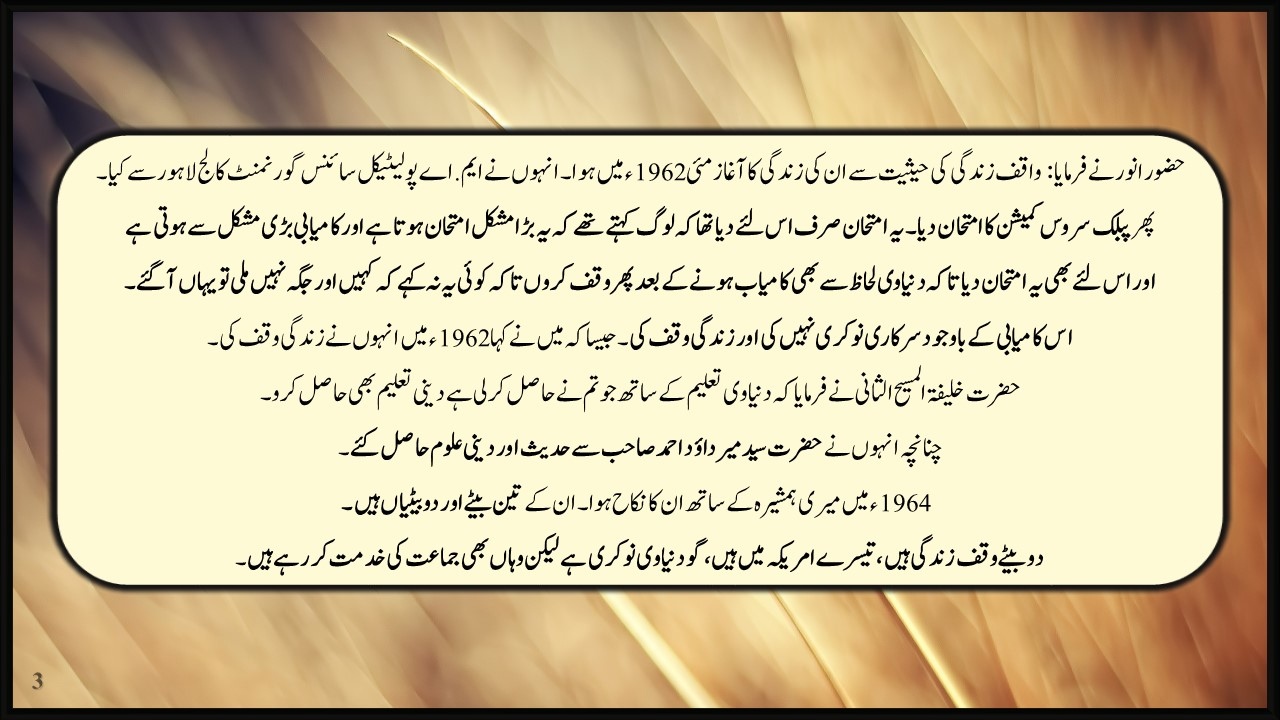 حضور انور نے فرمایا: واقف زندگی کی حیثیت سے ان کی زندگی کا آغاز مئی 1962ء میں ہوا۔ انہوں نے ایم. اے پولیٹیکل سائنس گورنمنٹ کالج لاہور سے کیا۔
پھر پبلک سروس کمیشن کا امتحان دیا۔ یہ امتحان صرف اس لئے دیا تھا کہ لوگ کہتے تھے کہ یہ بڑا مشکل امتحان ہوتا ہے اور کامیابی بڑی مشکل سے ہوتی ہے
اور اس لئے بھی یہ امتحان دیا تاکہ دنیاوی لحاظ سے بھی کامیاب ہونے کے بعد پھر وقف کروں تاکہ کوئی یہ نہ کہے کہ کہیں اور جگہ نہیں ملی تو یہاں آگئے۔
اس کامیابی کے باوجود سرکاری نوکری نہیں کی اور زندگی وقف کی۔ جیسا کہ میں نے کہا 1962ء میں انہوں نے زندگی وقف کی۔
حضرت خلیفۃ المسیح الثانی نے فرمایا کہ دنیاوی تعلیم کے ساتھ جو تم نے حاصل کرلی ہے دینی تعلیم بھی حاصل کرو۔
چنانچہ انہوں نے حضرت سید میر داؤد احمد صاحب سے حدیث اور دینی علوم حاصل کئے۔
1964ء میں میری ہمشیرہ کے ساتھ ان کا نکاح ہوا۔ ان کے تین بیٹے اور دو بیٹیاں ہیں۔
دو بیٹے وقف زندگی ہیں، تیسرے امریکہ میں ہیں، گو دنیاوی نوکری ہے لیکن وہاں بھی جماعت کی خدمت کر رہے ہیں۔
3